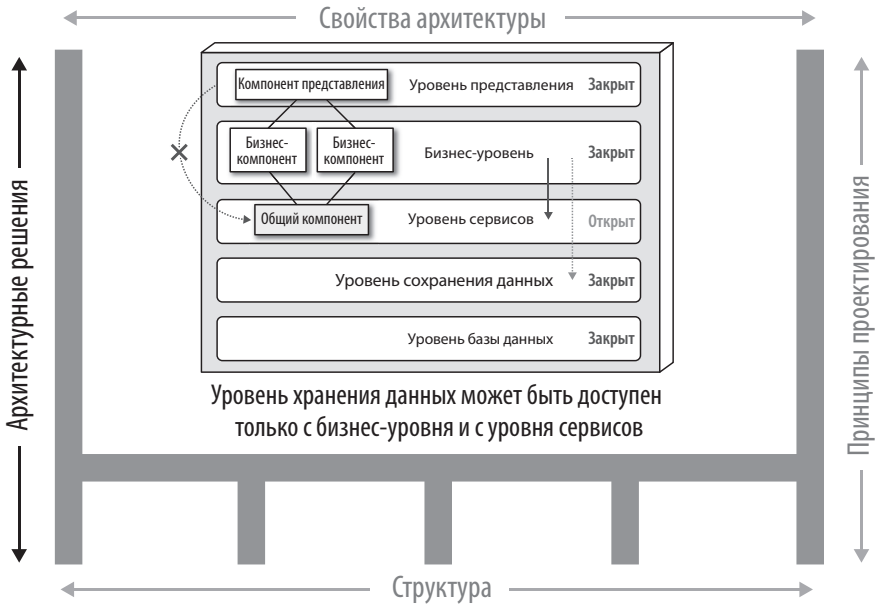 Свойства архитектуры
Компонент представления
Уровень представления
Закрыт
Бизнес-
компонент
Бизнес-
компонент
Бизнес-уровень
Закрыт
Общий компонент
Уровень сервисов
Открыт
Уровень сохранения данных
Закрыт
Уровень базы данных
Закрыт
Уровень хранения данных может быть доступен
только с бизнес-уровня и с уровня сервисов
Архитектурные решения
Принципы проектирования
Структура